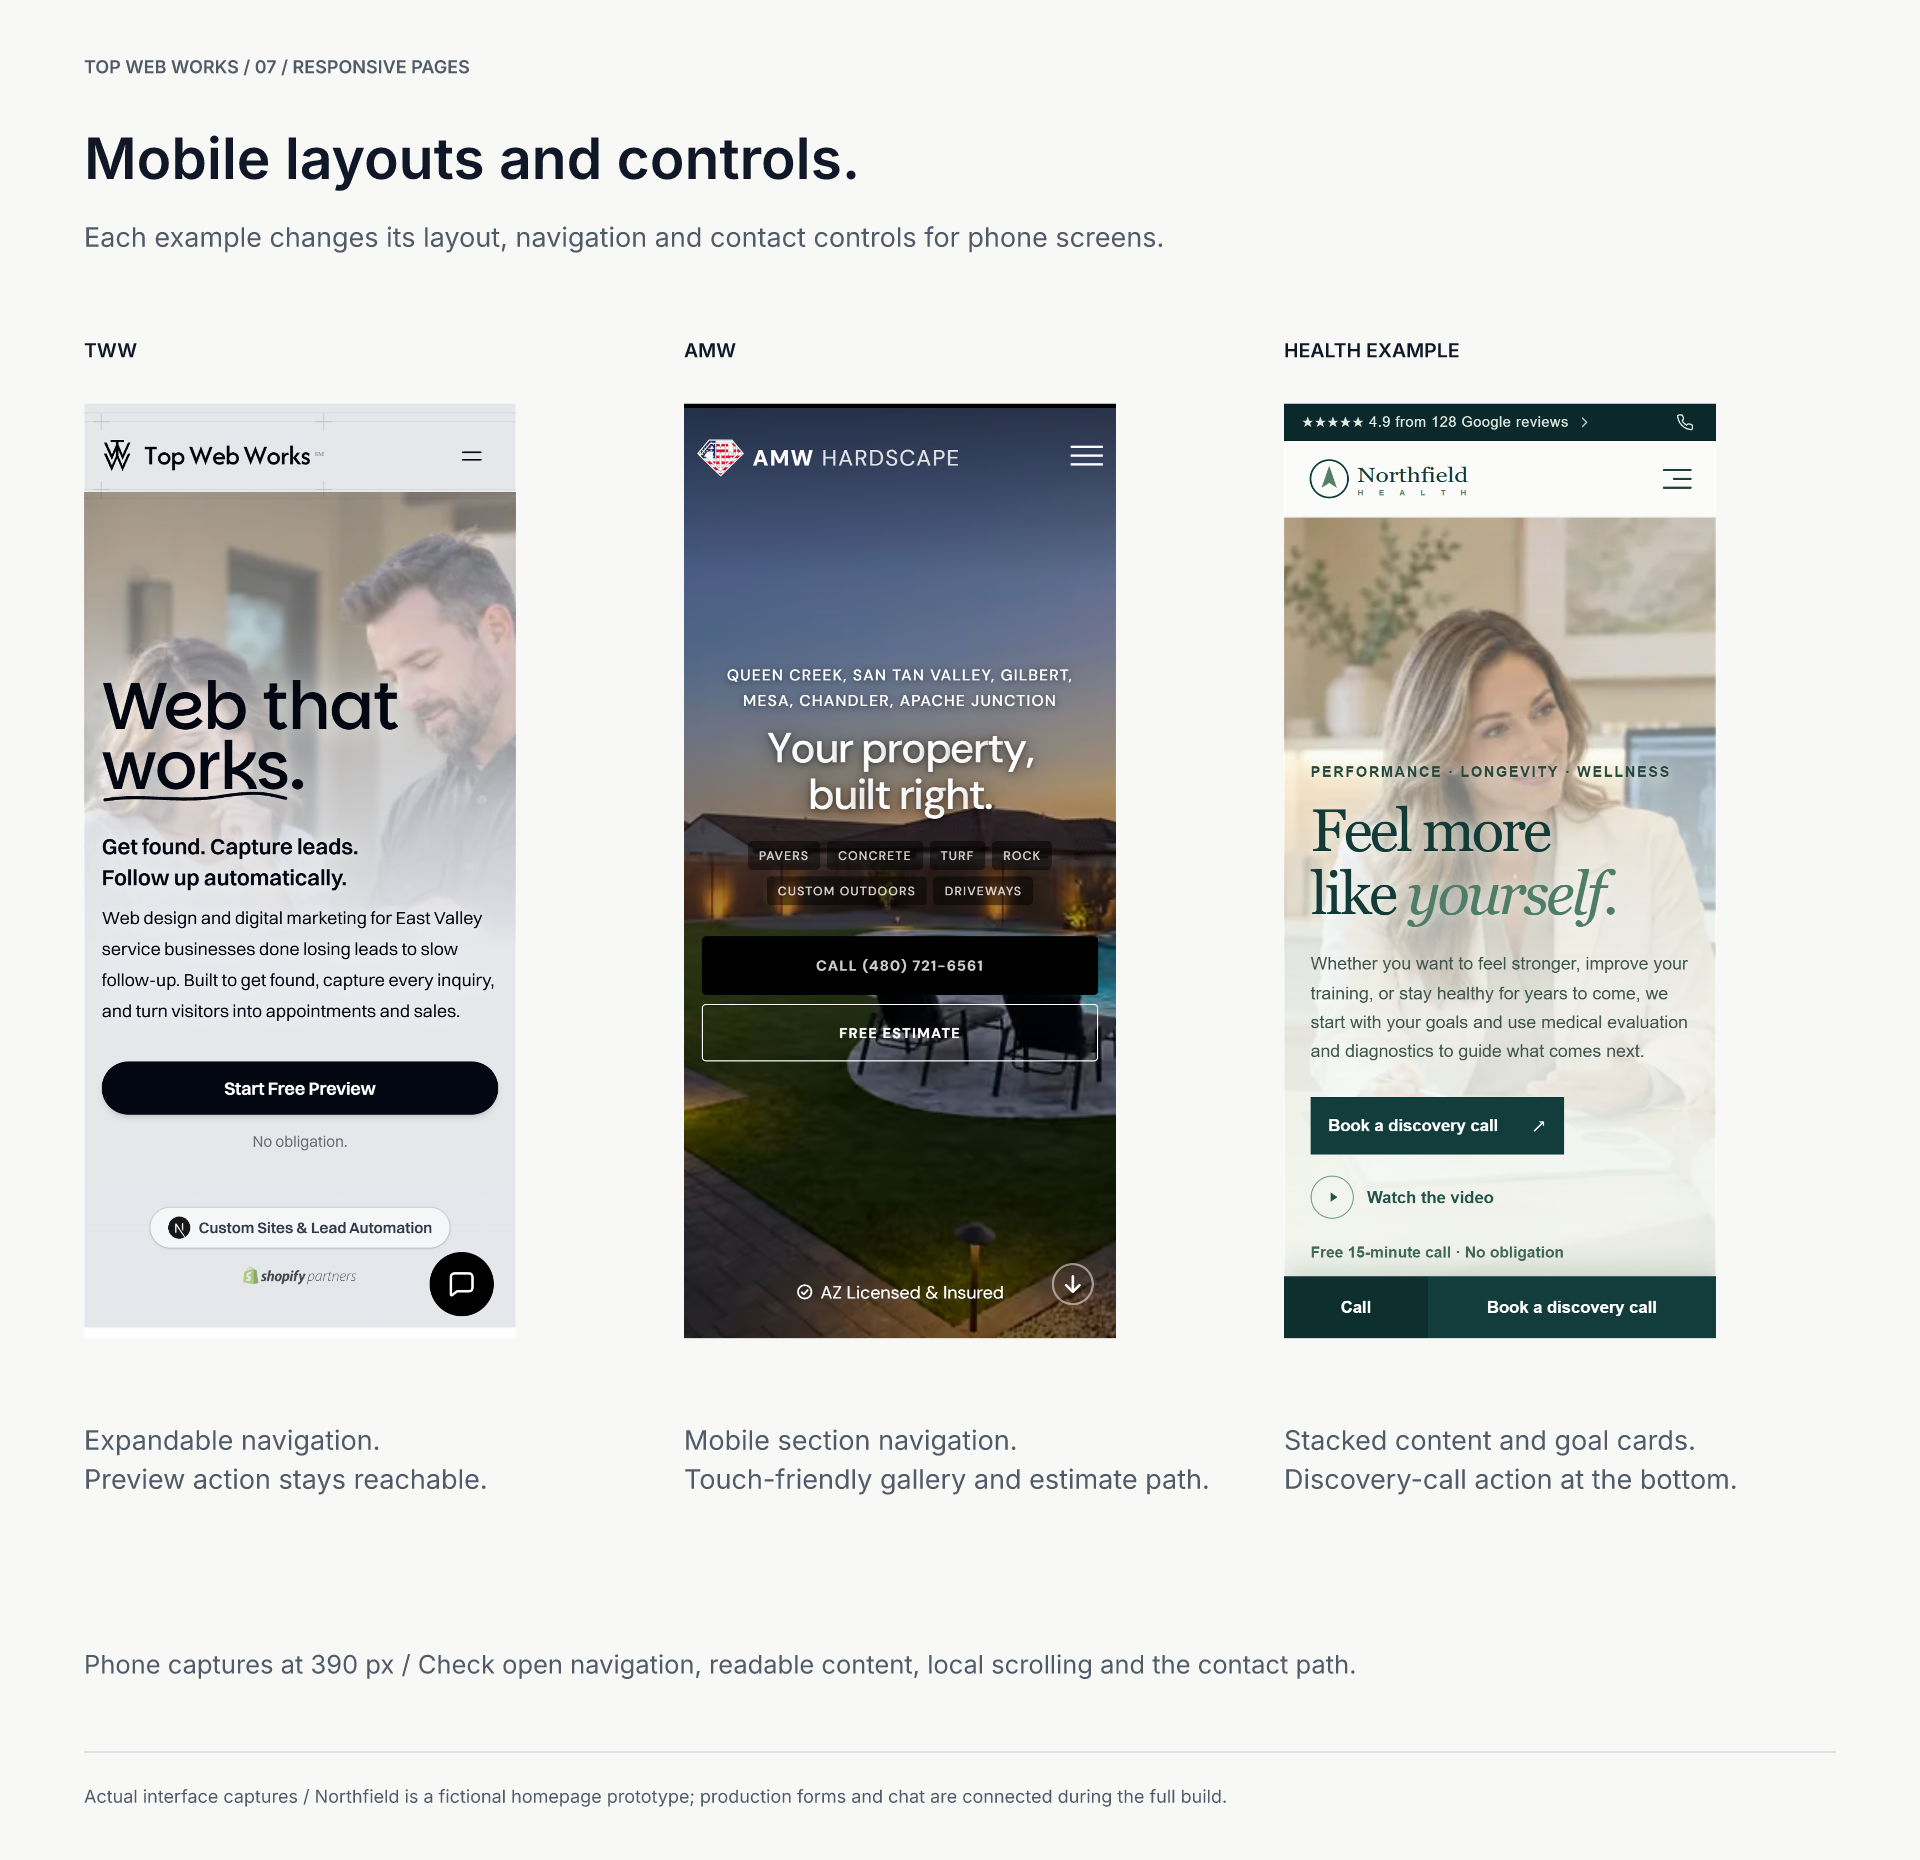 TOP WEB WORKS / 07 / RESPONSIVE PAGES
Mobile layouts and controls.
Each example changes its layout, navigation and contact controls for phone screens.
TWW
Top Web Works
Web that
works.
Get found. Capture leads.
Follow up automatically.
Web design and digital marketing for East Valley
service businesses done losing leads to slow
follow-up. Built to get found, capture every inquiry,
and turn visitors into appointments and sales.
Start Free Preview
No obligation.
N Custom Sites & Lead Automation
shopify partners
Expandable navigation.
Preview action stays reachable.
AMW
AMW HARDSCAPE
QUEEN CREEK, SAN TAN VALLEY, GILBERT,
MESA, CHANDLER, APACHE JUNCTION
Your property,
built right.
PAVERS CONCRETE TURF ROCK
CUSTOM OUTDOORS DRIVEWAYS
CALL (480) 721-6561
FREE ESTIMATE
AZ Licensed & Insured
Mobile section navigation.
Touch-friendly gallery and estimate path.
HEALTH EXAMPLE
★★★★★ 4.9 from 128 Google reviews >
Northfield
HEALTH
PERFORMANCE · LONGEVITY · WELLNESS
Feel more
like yourself.
Whether you want to feel stronger, improve your
training, or stay healthy for years to come, we
start with your goals and use medical evaluation
and diagnostics to guide what comes next.
Book a discovery call ↗
Watch the video
Free 15-minute call · No obligation
Call Book a discovery call
Stacked content and goal cards.
Discovery-call action at the bottom.
Phone captures at 390 px / Check open navigation, readable content, local scrolling and the contact path.
Actual interface captures / Northfield is a fictional homepage prototype; production forms and chat are connected during the full build.